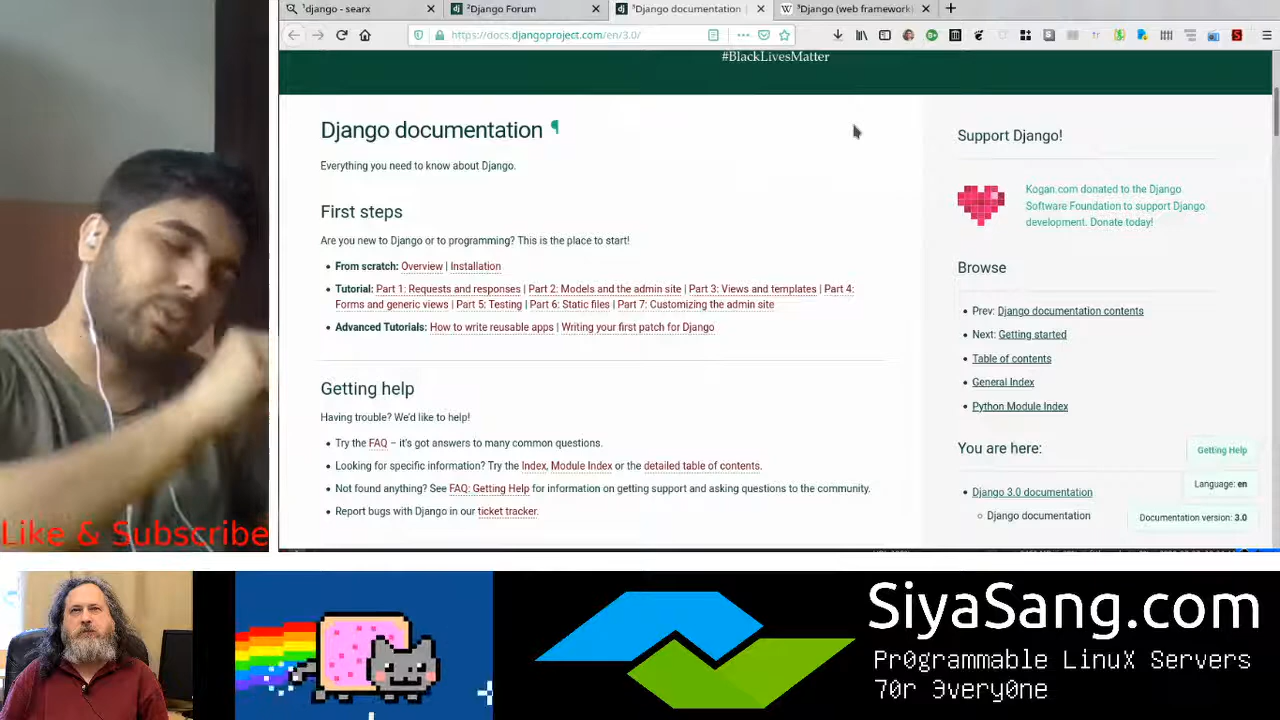 ¹django - searx
²Django Forum
³Django documentation
³Django (web framework)
https://docs.djangoproject.com/en/3.0/
#BlackLivesMatter
Django documentation ¶
Everything you need to know about Django.
First steps
Are you new to Django or to programming? This is the place to start!
From scratch: Overview | Installation
Tutorial: Part 1: Requests and responses | Part 2: Models and the admin site | Part 3: Views and templates | Part 4:
Forms and generic views | Part 5: Testing | Part 6: Static files | Part 7: Customizing the admin site
Advanced Tutorials: How to write reusable apps | Writing your first patch for Django
Getting help
Having trouble? We'd like to help!
Try the FAQ – it's got answers to many common questions.
Looking for specific information? Try the Index, Module Index or the detailed table of contents.
Not found anything? See FAQ: Getting Help for information on getting support and asking questions to the community.
Report bugs with Django in our ticket tracker.
Support Django!
Kogan.com donated to the Django
Software Foundation to support Django
development. Donate today!
Browse
Prev: Django documentation contents
Next: Getting started
Table of contents
General Index
Python Module Index
You are here:
Getting Help
Language: en
Django 3.0 documentation
Django documentation
Documentation version: 3.0
Like & Subscribe
SiyaSang.com
Pr0grammable LinuX Servers
70r 3very0ne